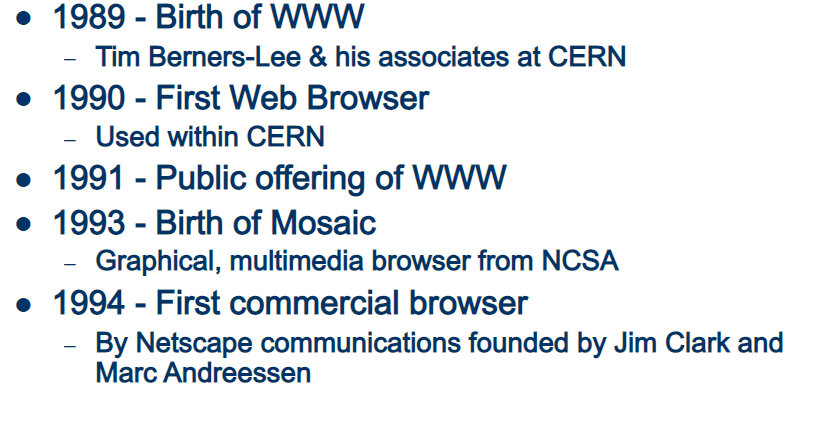 ● 1989 - Birth of WWW
– Tim Berners-Lee & his associates at CERN
● 1990 - First Web Browser
– Used within CERN
● 1991 - Public offering of WWW
● 1993 - Birth of Mosaic
– Graphical, multimedia browser from NCSA
● 1994 - First commercial browser
– By Netscape communications founded by Jim Clark and
Marc Andreessen